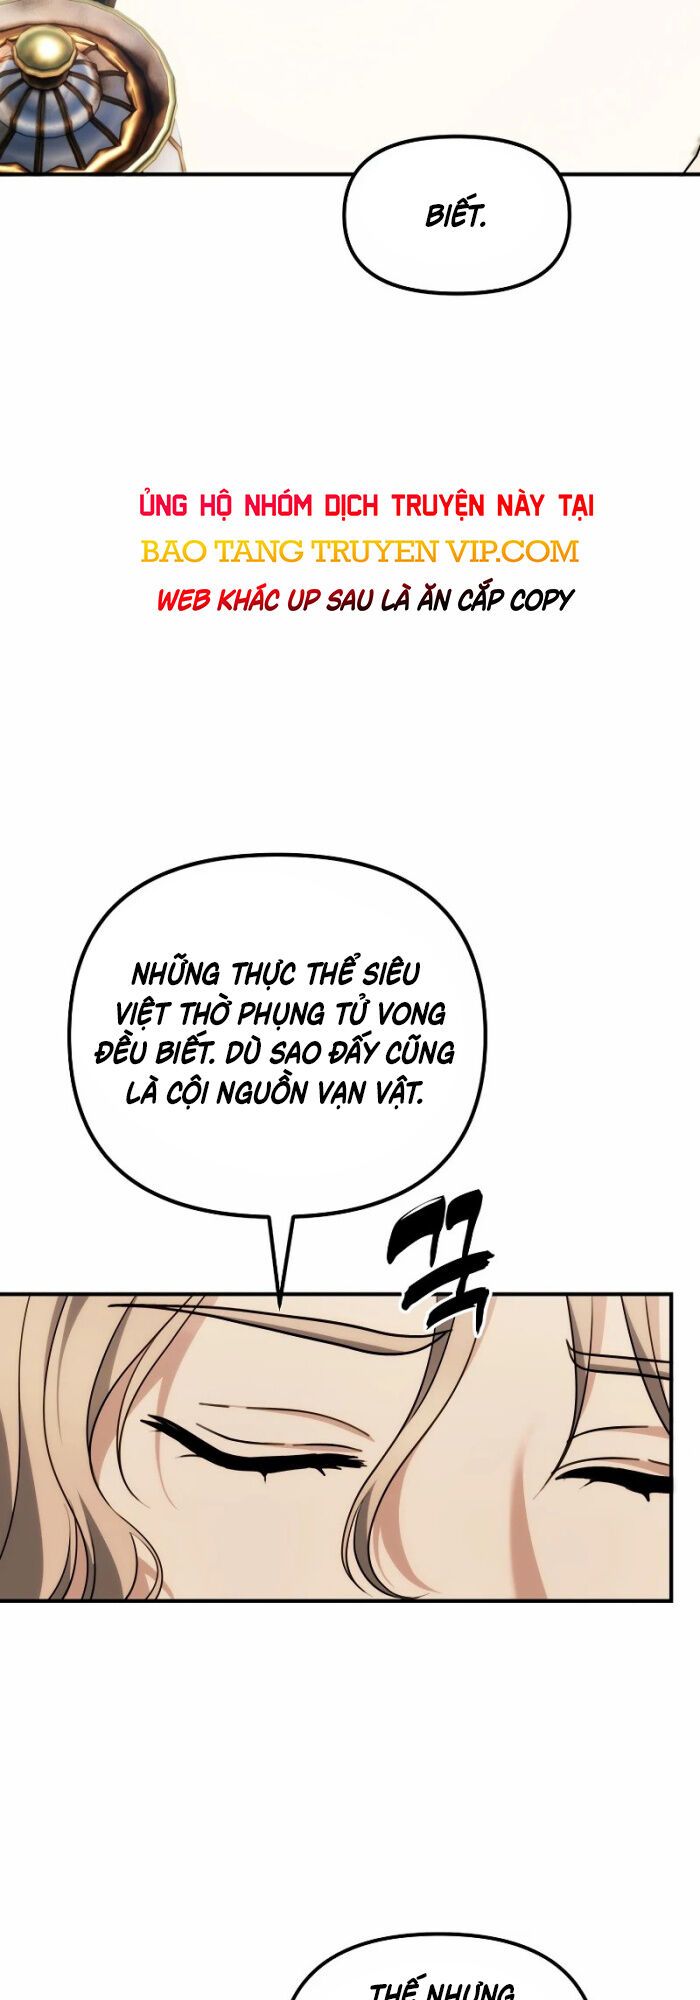 BIẾT.
ỦNG HỘ NHÓM DỊCH TRUYỆN NÀY TẠI
BAO TANG TRUYEN VIP.COM
WEB KHÁC UP SAU LÀ ĂN CẮP COPY
NHỮNG THỰC THỂ SIÊU
VIỆT THỜ PHỤNG TỬ VONG
ĐỀU BIẾT. DÙ SAO ĐẤY CŨNG
LÀ CỘI NGUỒN VẠN VẬT.
끅
THẾ NHƯNG